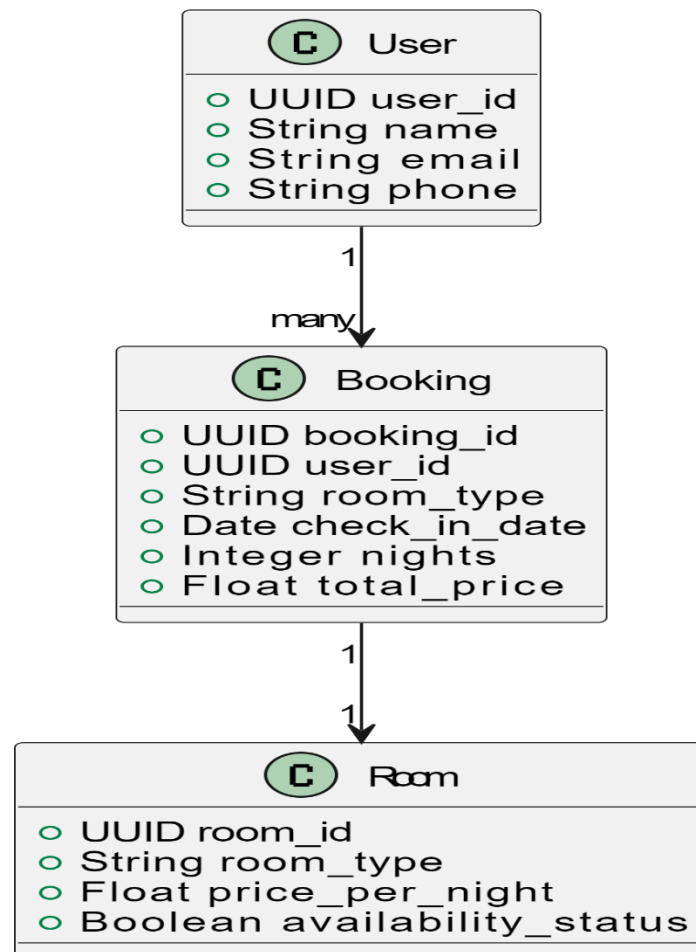 C User
UUID user_id
String name
String email
String phone
1
many
C Booking
UUID booking_id
UUID user_id
String room_type
Date check_in_date
Integer nights
Float total_price
1
1
C Room
UUID room_id
String room_type
Float price_per_night
Boolean availability_status